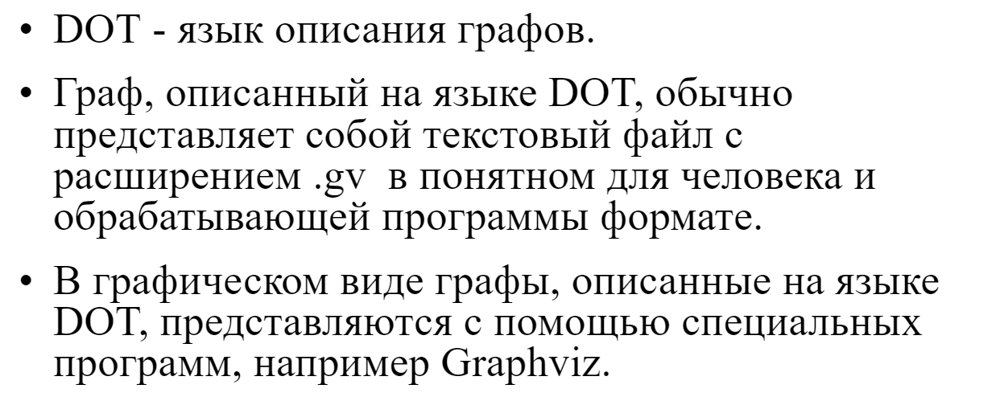 • DOT - язык описания графов.
• Граф, описанный на языке DOT, обычно
представляет собой текстовый файл с
расширением .gv  в понятном для человека и
обрабатывающей программы формате.
• В графическом виде графы, описанные на языке
DOT, представляются с помощью специальных
программ, например Graphviz.